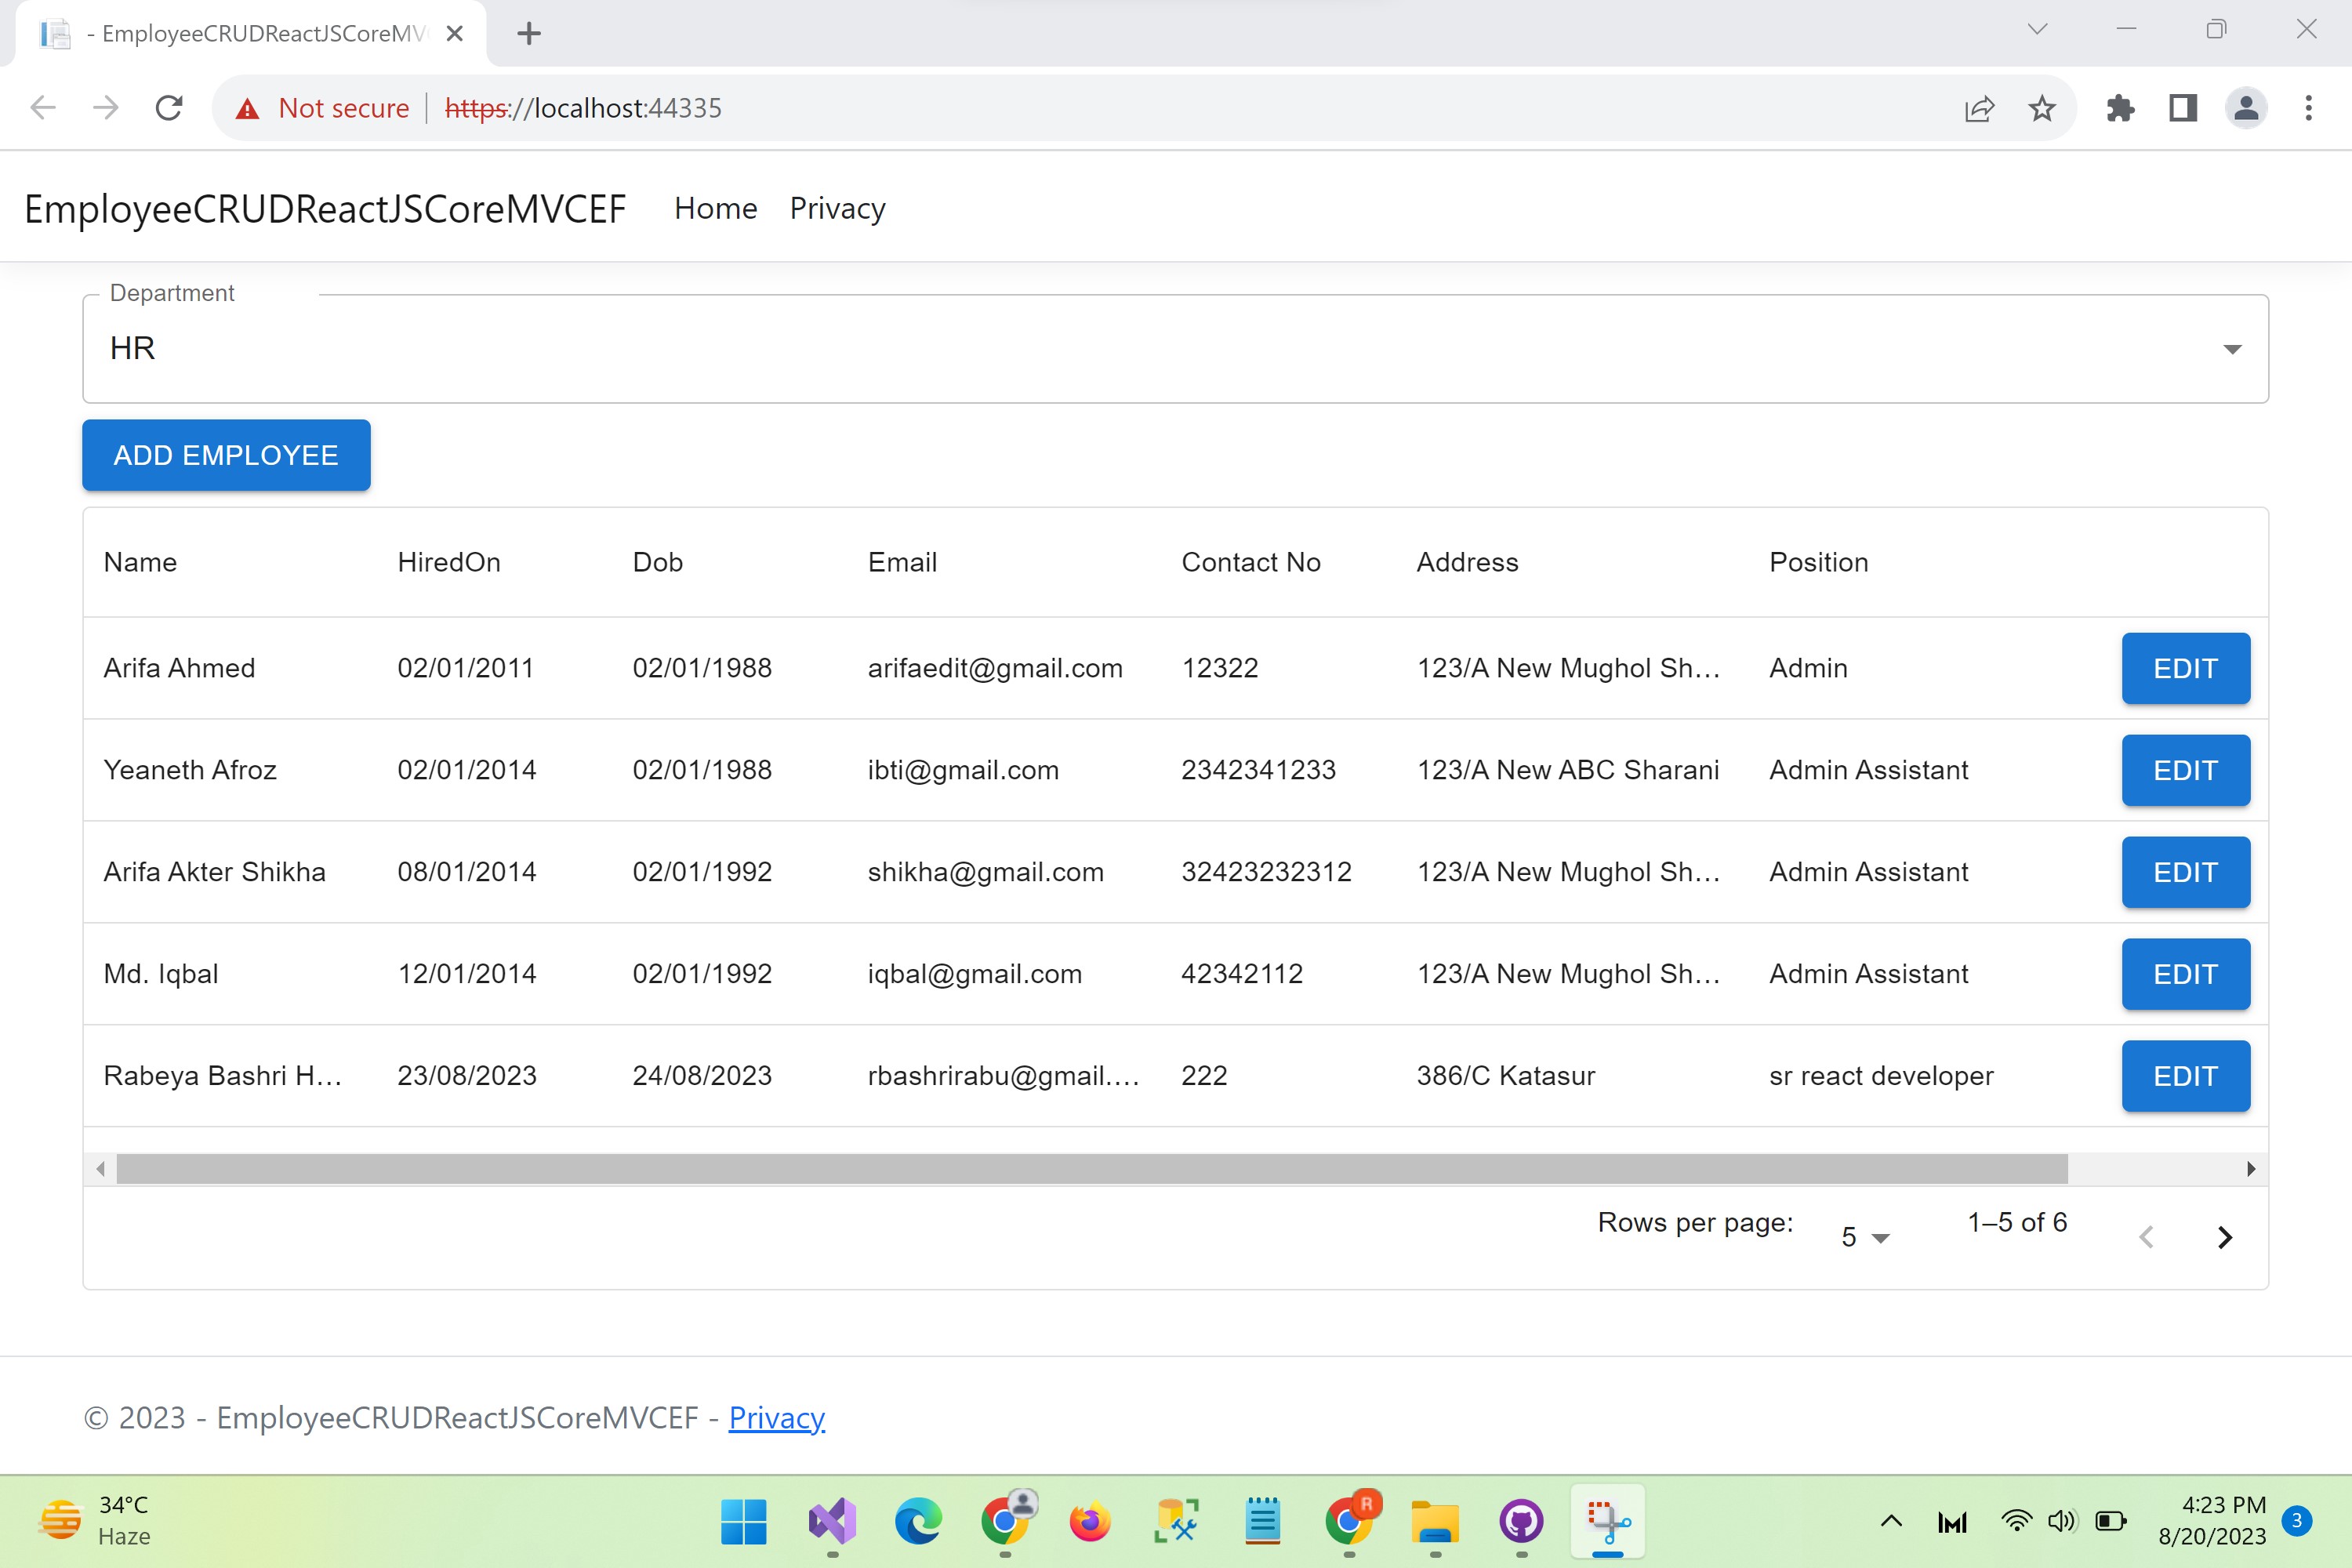 - EmployeeCRUDReactJSCoreMV
Not secure | https://localhost:44335
EmployeeCRUDReactJSCoreMVCEF Home Privacy
Department
HR
ADD EMPLOYEE
Name HiredOn Dob Email Contact No Address Position
Arifa Ahmed 02/01/2011 02/01/1988 arifaedit@gmail.com 12322 123/A New Mughol Sh... Admin EDIT
Yeaneth Afroz 02/01/2014 02/01/1988 ibti@gmail.com 2342341233 123/A New ABC Sharani Admin Assistant EDIT
Arifa Akter Shikha 08/01/2014 02/01/1992 shikha@gmail.com 32423232312 123/A New Mughol Sh... Admin Assistant EDIT
Md. Iqbal 12/01/2014 02/01/1992 iqbal@gmail.com 42342112 123/A New Mughol Sh... Admin Assistant EDIT
Rabeya Bashri H... 23/08/2023 24/08/2023 rbashrirabu@gmail.... 222 386/C Katasur sr react developer EDIT
Rows per page: 5 1–5 of 6
© 2023 - EmployeeCRUDReactJSCoreMVCEF - Privacy
34°C
Haze
R
4:23 PM
8/20/2023
3